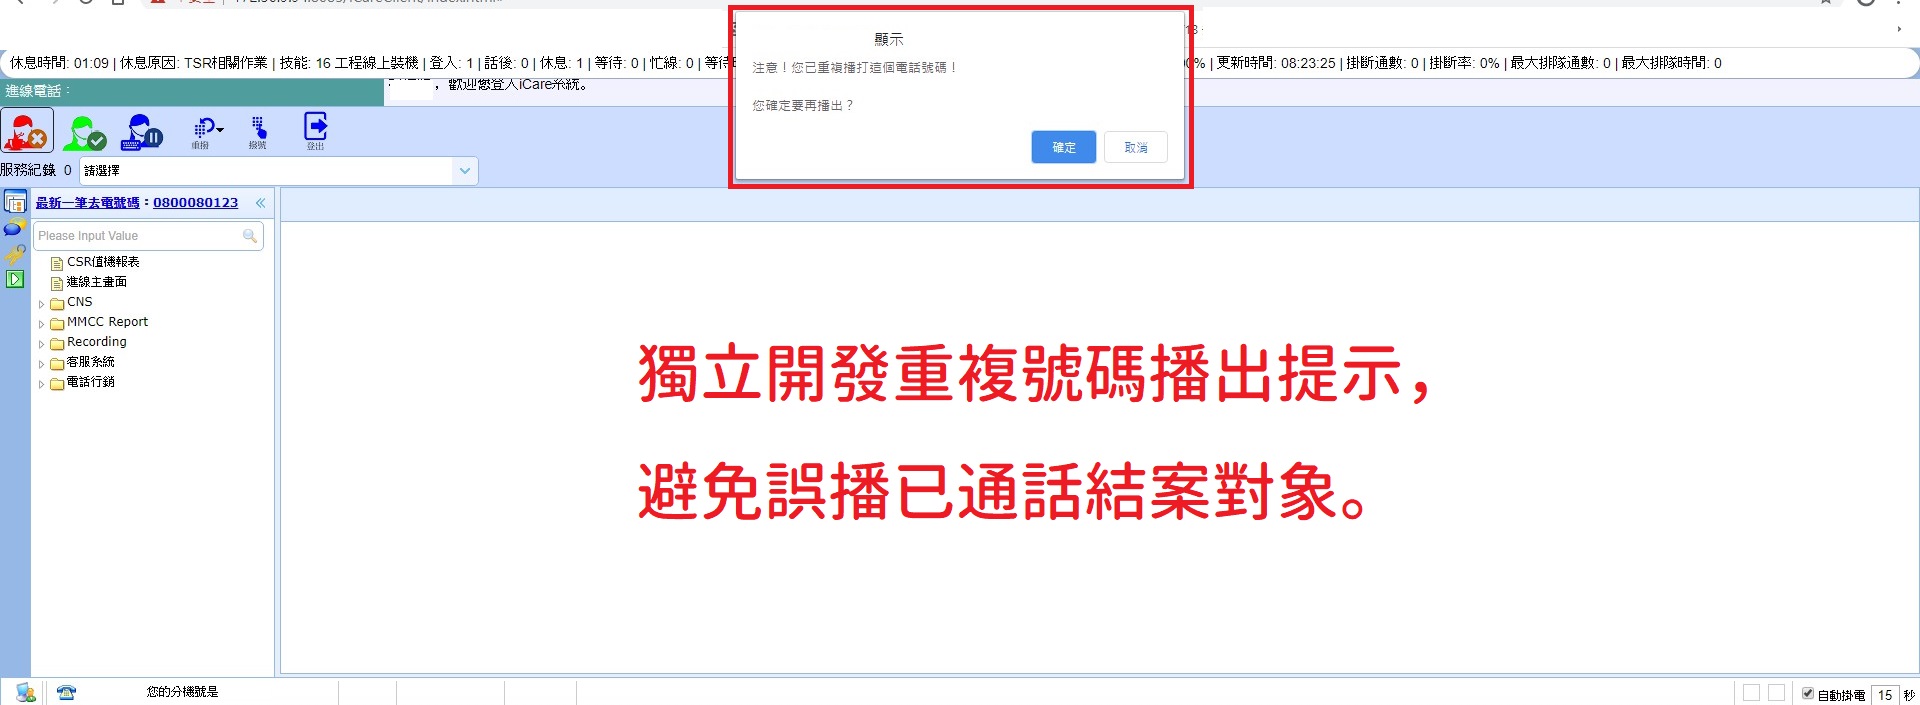 顯示
注意！您已重複播打這個電話號碼！
您確定要再播出？
確定
取消
休息時間: 01:09 | 休息原因: TSR相關作業 | 技能: 16 工程線上裝機 | 登入: 1 | 話後: 0 | 休息: 1 | 等待: 0 | 忙線: 0 | 等待
% | 更新時間: 08:23:25 | 掛斷通數: 0 | 掛斷率: 0% | 最大排隊通數: 0 | 最大排隊時間: 0
進線電話：
，歡迎您登入iCare系統。
重撥
撥號
登出
服務紀錄 0 請選擇
最新一筆去電號碼：0800080123
Please Input Value
CSR值機報表
進線主畫面
CNS
MMCC Report
Recording
客服系統
電話行銷
獨立開發重複號碼播出提示，
避免誤播已通話結案對象。
您的分機號是
自動掛電 15 秒